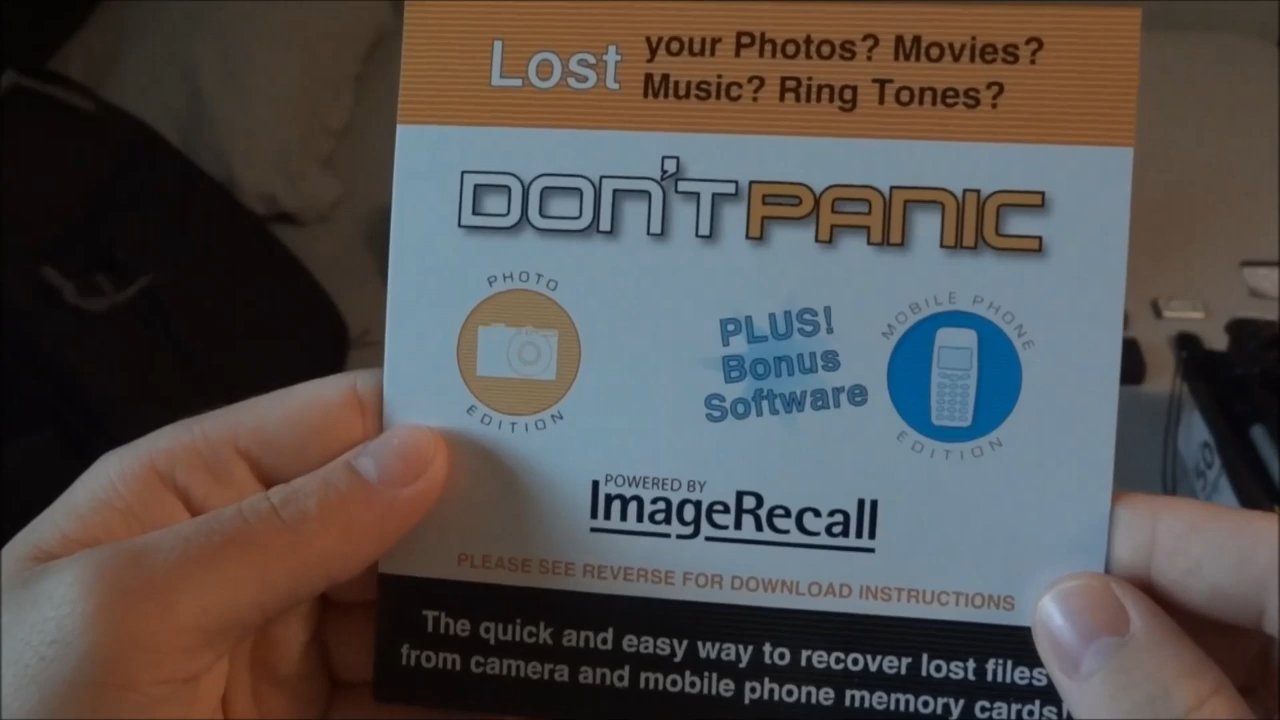 Lost your Photos? Movies?
Music? Ring Tones?
DON'T PANIC
PHOTO
EDITION
PLUS!
Bonus
Software
MOBILE PHONE
EDITION
POWERED BY
ImageRecall
PLEASE SEE REVERSE FOR DOWNLOAD INSTRUCTIONS
The quick and easy way to recover lost files
from camera and mobile phone memory cards!